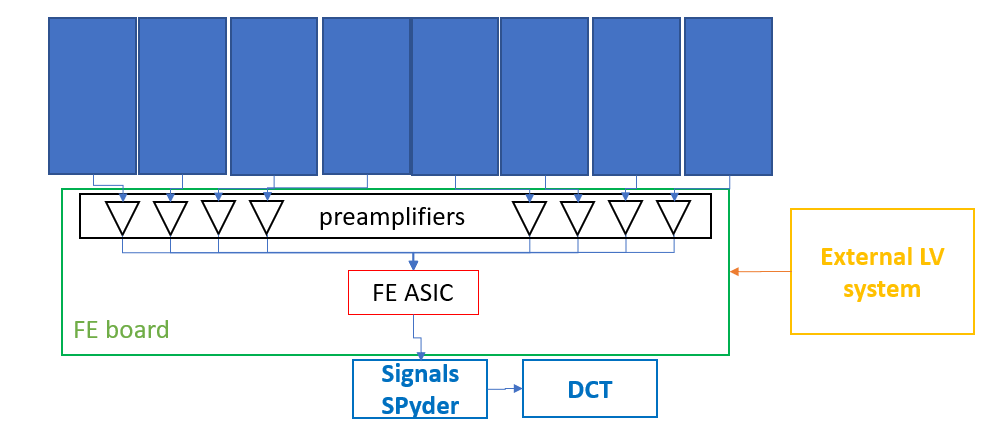 preamplifiers
FE ASIC
External LV
system
FE board
Signals
SPyder
DCT